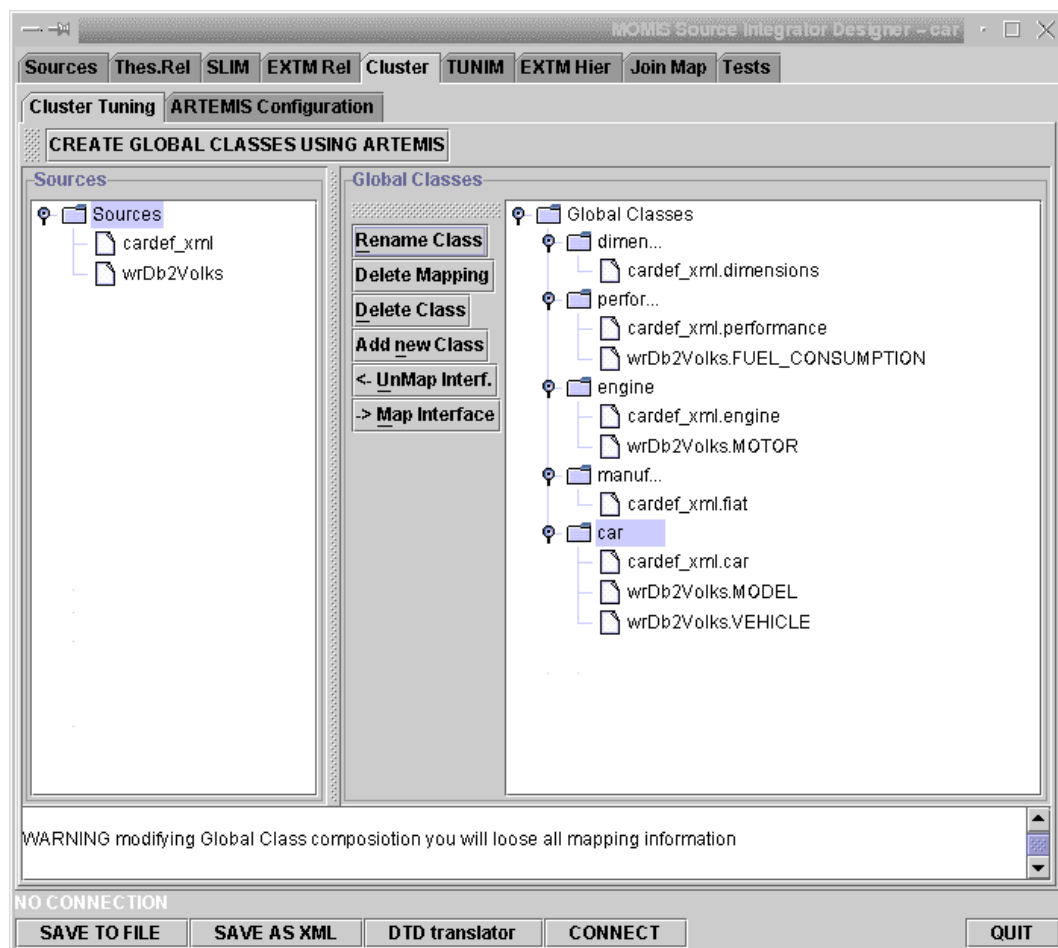 MOMIS Source Integrator Designer – car
Sources Thes.Rel SLIM EXTM Rel Cluster TUNIM EXTM Hier Join Map Tests
Cluster Tuning ARTEMIS Configuration
CREATE GLOBAL CLASSES USING ARTEMIS
Sources
Sources
cardef_xml
wrDb2Volks
Global Classes
Rename Class
Delete Mapping
Delete Class
Add new Class
<- UnMap Interf.
-> Map Interface
Global Classes
dimen...
cardef_xml.dimensions
perfor...
cardef_xml.performance
wrDb2Volks.FUEL_CONSUMPTION
engine
cardef_xml.engine
wrDb2Volks.MOTOR
manuf...
cardef_xml.fiat
car
cardef_xml.car
wrDb2Volks.MODEL
wrDb2Volks.VEHICLE
WARNING modifying Global Class composiotion you will loose all mapping information
NO CONNECTION
SAVE TO FILE SAVE AS XML DTD translator CONNECT QUIT